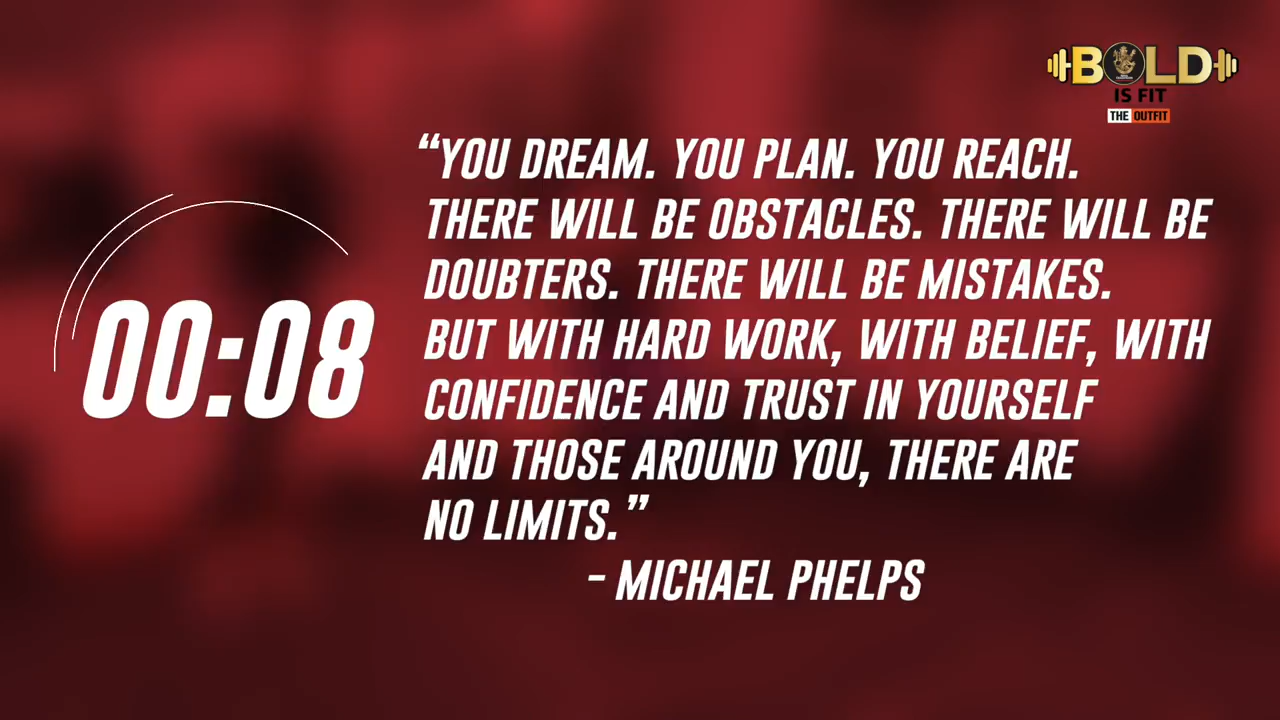 BOLD
IS FIT
THE OUTFIT
“YOU DREAM. YOU PLAN. YOU REACH.
THERE WILL BE OBSTACLES. THERE WILL BE
DOUBTERS. THERE WILL BE MISTAKES.
BUT WITH HARD WORK, WITH BELIEF, WITH
CONFIDENCE AND TRUST IN YOURSELF
AND THOSE AROUND YOU, THERE ARE
NO LIMITS.”
- MICHAEL PHELPS
00:08